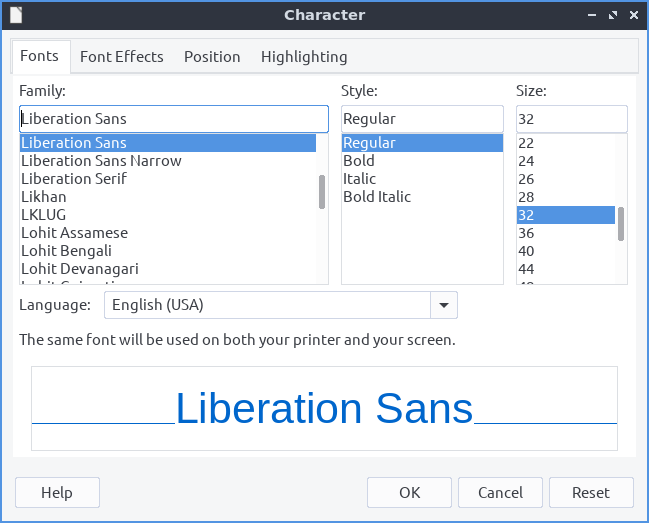 Character
Fonts Font Effects Position Highlighting
Family: Style: Size:
Liberation Sans Regular 32
Liberation Sans Regular 22
Liberation Sans Narrow Bold 24
Liberation Serif Italic 26
Likhan Bold Italic 28
LKLUG 32
Lohit Assamese 36
Lohit Bengali 40
Lohit Devanagari 44
Language: English (USA)
The same font will be used on both your printer and your screen.
Liberation Sans
Help OK Cancel Reset